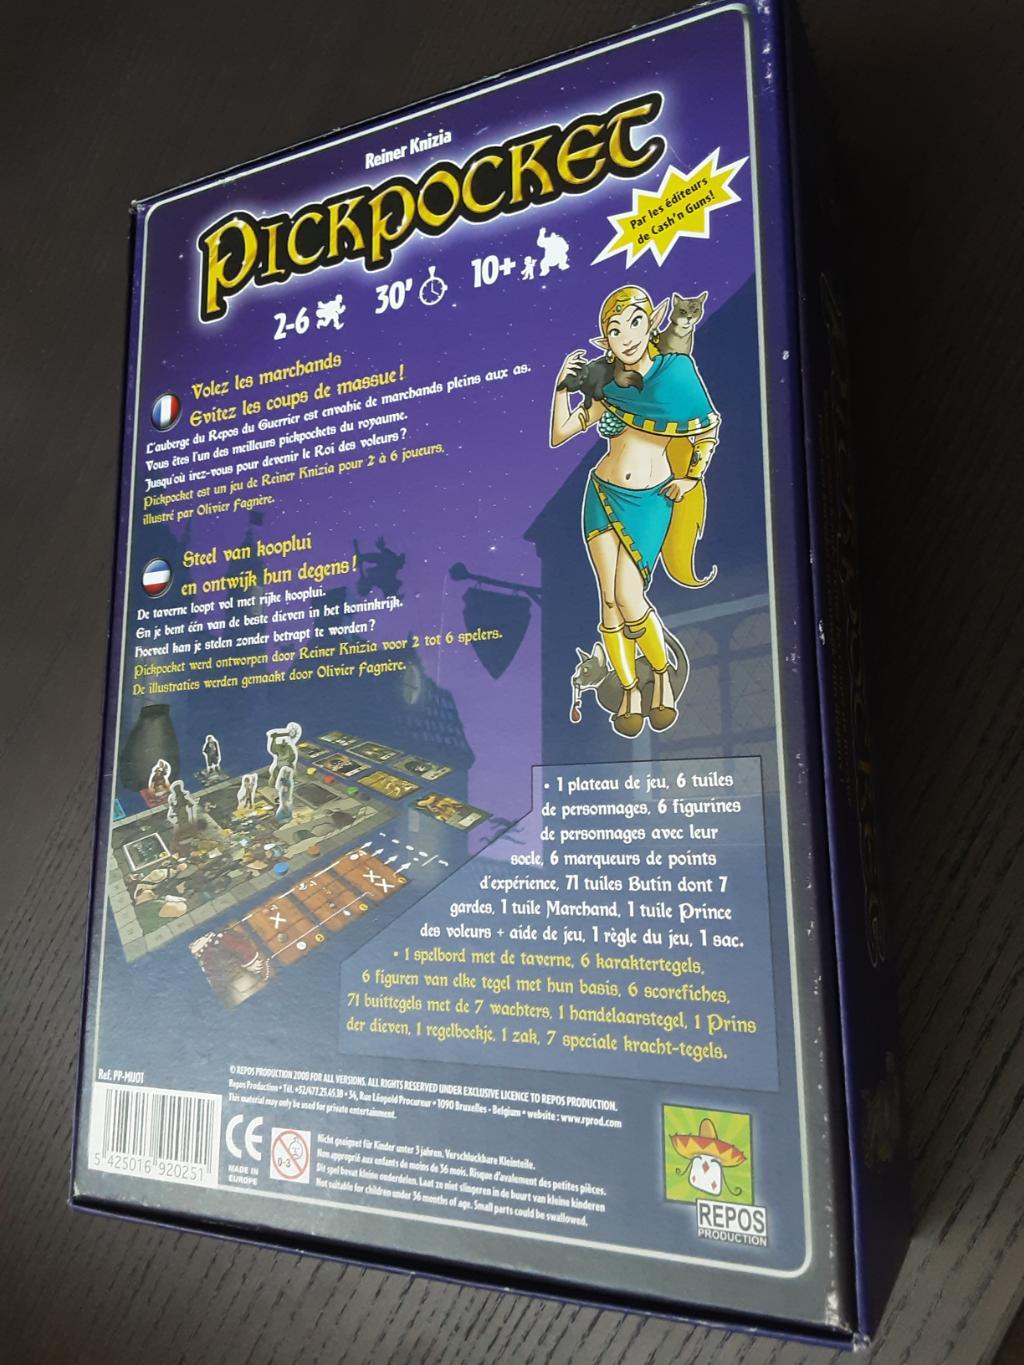 Reiner Knizia
PICKPOCKET
Par les éditeurs
de Cash'n Guns!
2-6
30'
10+
Volez les marchands
Evitez les coups de massue !
L'auberge du Repos du Guerrier est envahie de marchands pleins aux as.
Vous êtes l'un des meilleurs pickpockets du royaume.
Jusqu'où irez-vous pour devenir le Roi des voleurs ?
Pickpocket est un jeu de Reiner Knizia pour 2 à 6 joueurs,
illustré par Olivier Fagnère.
Steel van kooplui
en ontwijk hun degens !
De taverne loopt vol met rijke kooplui.
En je bent één van de beste dieven in het koninkrijk.
Hoeveel kan je stelen zonder betrapt te worden ?
Pickpocket werd ontworpen door Reiner Knizia voor 2 tot 6 spelers.
De illustraties werden gemaakt door Olivier Fagnère.
• 1 plateau de jeu, 6 tuiles
de personnages, 6 figurines
de personnages avec leur
socle, 6 marqueurs de points
d'expérience, 71 tuiles Butin dont 7
gardes, 1 tuile Marchand, 1 tuile Prince
des voleurs + aide de jeu, 1 règle du jeu, 1 sac.
• 1 spelbord met de taverne, 6 karaktertegels,
6 figuren van elke tegel met hun basis, 6 scorefiches,
71 buittegels met de 7 wachters, 1 handelaarstegel, 1 Prins
der dieven, 1 regelboekje, 1 zak, 7 speciale kracht-tegels.
Ref. PP-MU01
© REPOS PRODUCTION 2008 FOR ALL VERSIONS. ALL RIGHTS RESERVED UNDER EXCLUSIVE LICENCE TO REPOS PRODUCTION.
Repos Production • Tél. +32/477.25.45.18 • 34, Rue Léopold Procureur • 1090 Bruxelles - Belgium • website : www.rprod.com
This material may only be used for private entertainment.
5 425016 920251
CE
MADE IN
EUROPE
0-3
Nicht geeignet für Kinder unter 3 jahren. Verschluckbare Kleinteile.
Non approprié aux enfants de moins de 36 mois. Risque d'avalement des petites pièces.
Dit spel bevat kleine onderdelen. Laat ze niet slingeren in de buurt van kleine kinderen
Not suitable for children under 36 months of age. Small parts could be swallowed.
REPOS
PRODUCTION